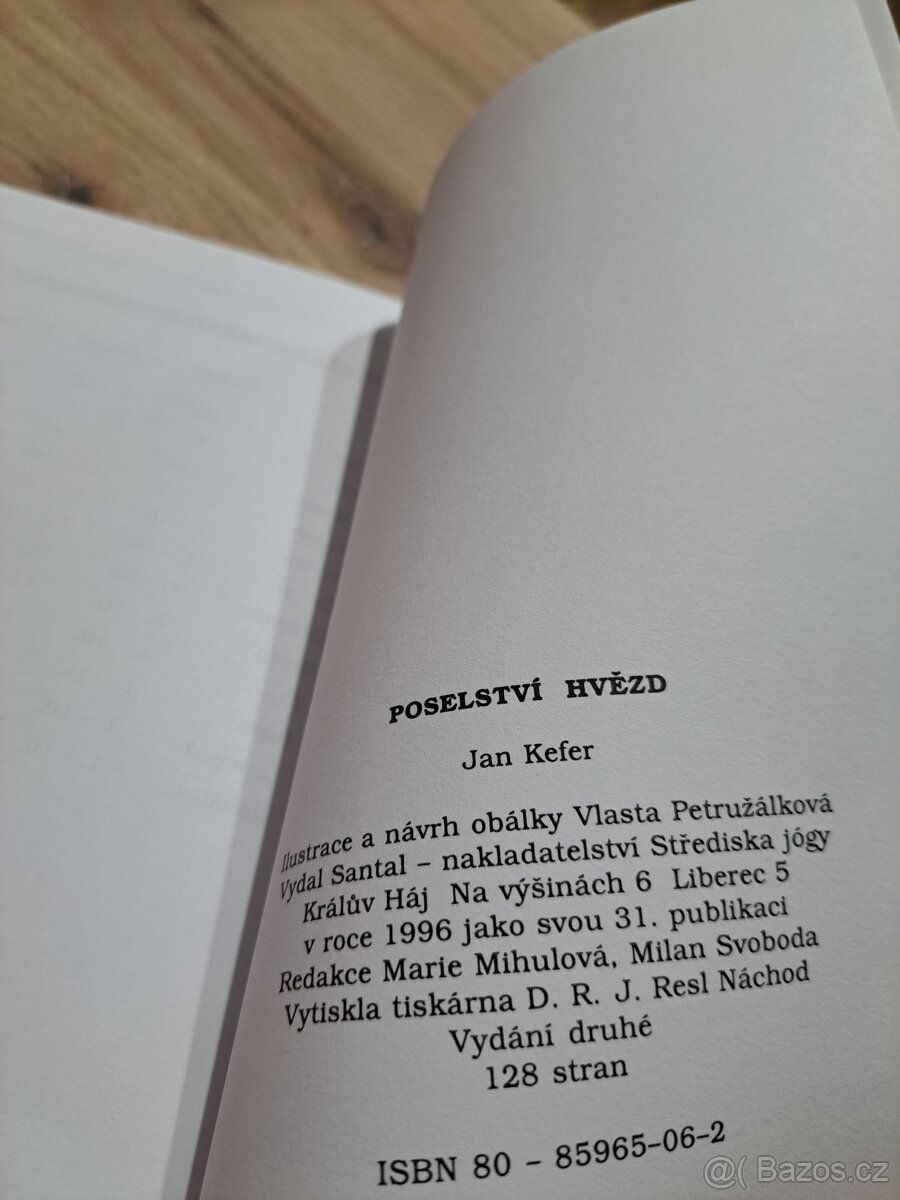 POSELSTVÍ HVĚZD
Jan Kefer
Ilustrace a návrh obálky Vlasta Petružálková
Vydal Santal – nakladatelství Střediska jógy
Králův Háj Na výšinách 6 Liberec 5
v roce 1996 jako svou 31. publikaci
Redakce Marie Mihulová, Milan Svoboda
Vytiskla tiskárna D. R. J. Resl Náchod
Vydání druhé
128 stran
ISBN 80 – 85965-06-2
@( Bazos.cz